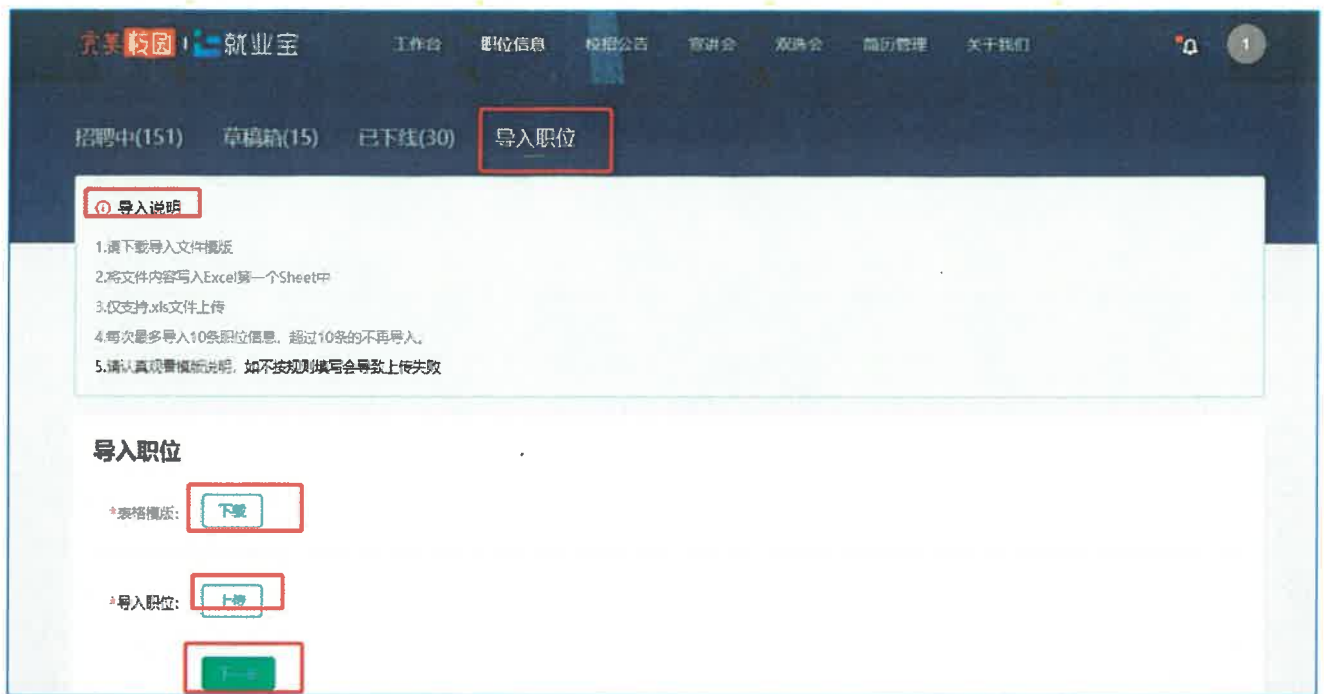 完美校园 就业宝 工作台 职位信息 校招公告 宣讲会 双选会 简历管理 关于我们 1
招聘中(151) 草稿箱(15) 已下线(30) 导入职位
导入说明
1.请下载导入文件模版
2.将文件内容写入Excel第一个Sheet中
3.仅支持.xls文件上传
4.每次最多导入10条职位信息，超过10条的不再导入。
5.请认真观看模版说明，如不按规则填写会导致上传失败
导入职位
*表格模版: 下载
*导入职位: 上传
下一步